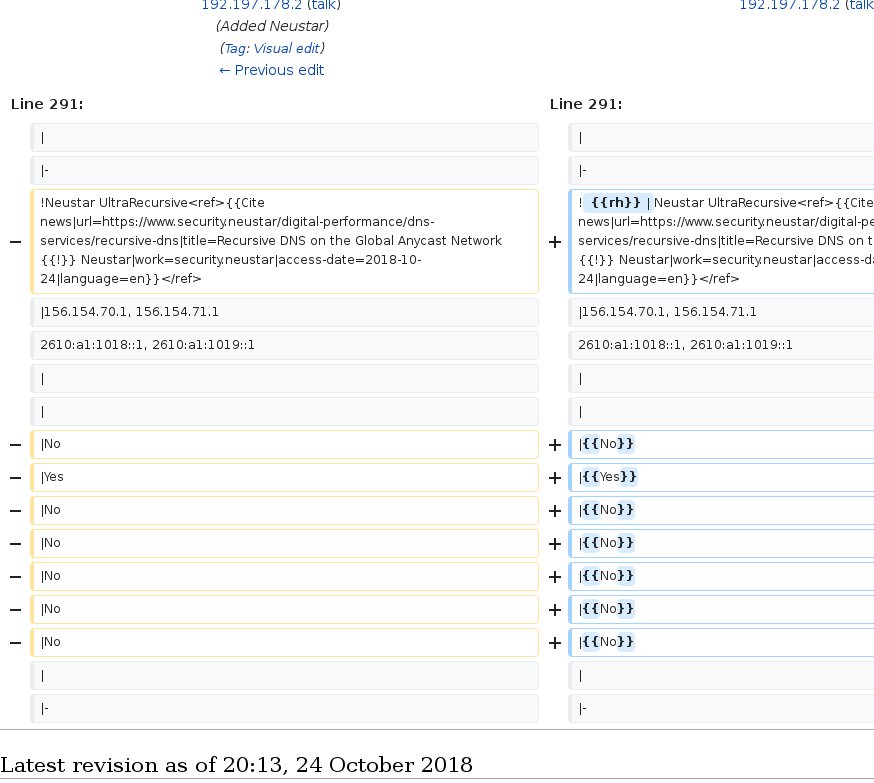 192.197.178.2 (talk) 192.197.178.2 (talk
(Added Neustar)
(Tag: Visual edit)
← Previous edit
Line 291: Line 291:
| |
|- |-
!Neustar UltraRecursive<ref>{{Cite ! {{rh}} | Neustar UltraRecursive<ref>{{Cite
news|url=https://www.security.neustar/digital-performance/dns- news|url=https://www.security.neustar/digital-pe
− services/recursive-dns|title=Recursive DNS on the Global Anycast Network + services/recursive-dns|title=Recursive DNS on t
{{!}} Neustar|work=security.neustar|access-date=2018-10- {{!}} Neustar|work=security.neustar|access-da
24|language=en}}</ref> 24|language=en}}</ref>
|156.154.70.1, 156.154.71.1 |156.154.70.1, 156.154.71.1
2610:a1:1018::1, 2610:a1:1019::1 2610:a1:1018::1, 2610:a1:1019::1
| |
| |
− |No + |{{No}}
− |Yes + |{{Yes}}
− |No + |{{No}}
− |No + |{{No}}
− |No + |{{No}}
− |No + |{{No}}
− |No + |{{No}}
| |
|- |-
Latest revision as of 20:13, 24 October 2018